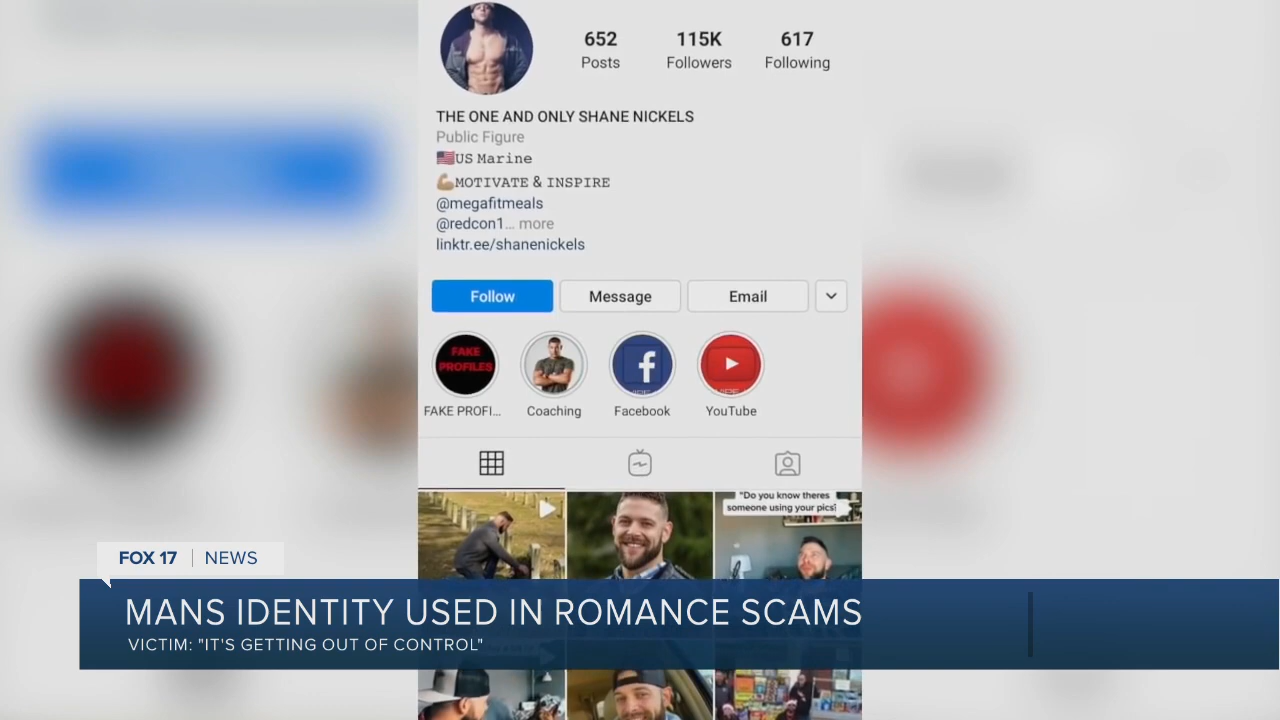 652
115K
617
Posts
Followers
Following
THE ONE AND ONLY SHANE NICKELS
Public Figure
🇺🇸US Marine
💪🏼MOTIVATE & INSPIRE
@megafitmeals
@redcon1... more
linktr.ee/shanenickels
Follow
Message
Email
FAKE
PROFILES
FAKE PROFI...
Coaching
Facebook
YouTube
"Do you know theres
someone using your pics?
FOX 17 | NEWS
MANS IDENTITY USED IN ROMANCE SCAMS
VICTIM: "IT'S GETTING OUT OF CONTROL"